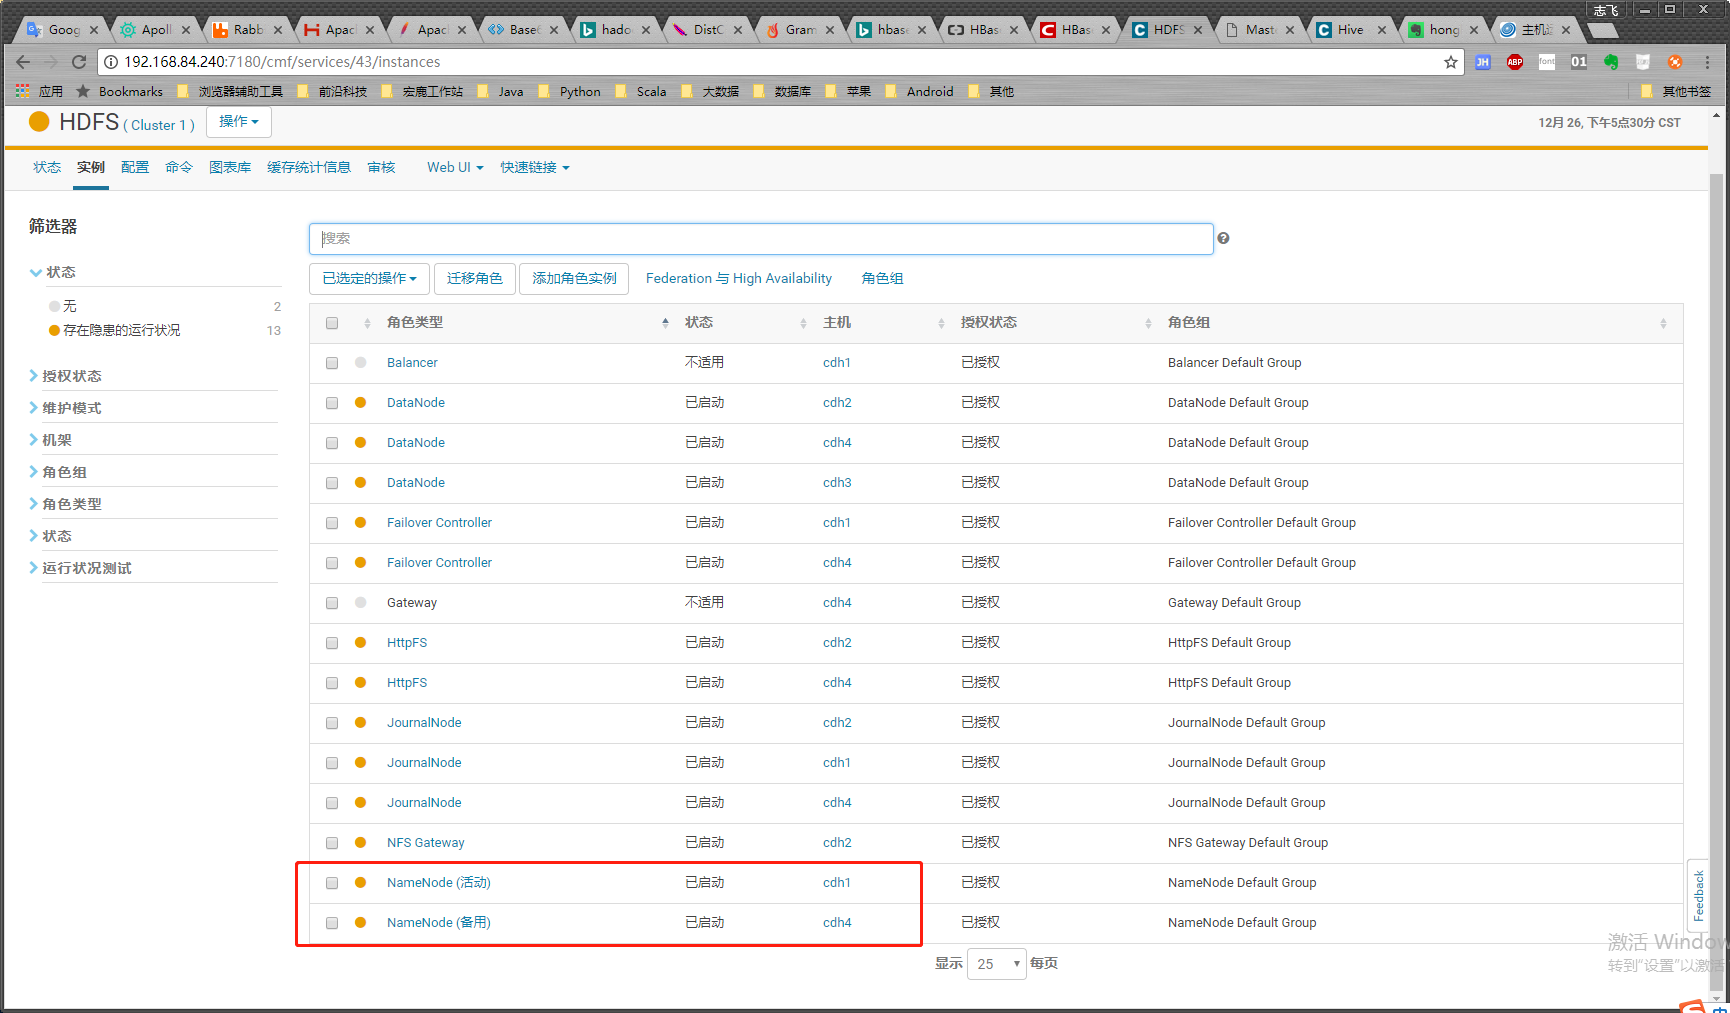 志飞
Goog Apoll Rabb Apac Apac Base hado DistC Gram hbase HBas HBas HDFS Mast Hive hong 主机
192.168.84.240:7180/cmf/services/43/instances
JH ABP font 01
应用 Bookmarks 浏览器辅助工具 前沿科技 宏鹿工作站 Java Python Scala 大数据 数据库 苹果 Android 其他 其他书签
HDFS ( Cluster 1 ) 操作 12月 26, 下午5点30分 CST
状态 实例 配置 命令 图表库 缓存统计信息 审核 Web UI 快速链接
筛选器
搜索
状态
无 2
存在隐患的运行状况 13
授权状态
维护模式
机架
角色组
角色类型
状态
运行状况测试
已选定的操作 迁移角色 添加角色实例 Federation 与 High Availability 角色组
角色类型 状态 主机 授权状态 角色组
Balancer 不适用 cdh1 已授权 Balancer Default Group
DataNode 已启动 cdh2 已授权 DataNode Default Group
DataNode 已启动 cdh4 已授权 DataNode Default Group
DataNode 已启动 cdh3 已授权 DataNode Default Group
Failover Controller 已启动 cdh1 已授权 Failover Controller Default Group
Failover Controller 已启动 cdh4 已授权 Failover Controller Default Group
Gateway 不适用 cdh4 已授权 Gateway Default Group
HttpFS 已启动 cdh2 已授权 HttpFS Default Group
HttpFS 已启动 cdh4 已授权 HttpFS Default Group
JournalNode 已启动 cdh2 已授权 JournalNode Default Group
JournalNode 已启动 cdh1 已授权 JournalNode Default Group
JournalNode 已启动 cdh4 已授权 JournalNode Default Group
NFS Gateway 已启动 cdh2 已授权 NFS Gateway Default Group
NameNode (活动) 已启动 cdh1 已授权 NameNode Default Group
NameNode (备用) 已启动 cdh4 已授权 NameNode Default Group
显示 25 每页
Feedback
激活 Window
转到“设置”以激活